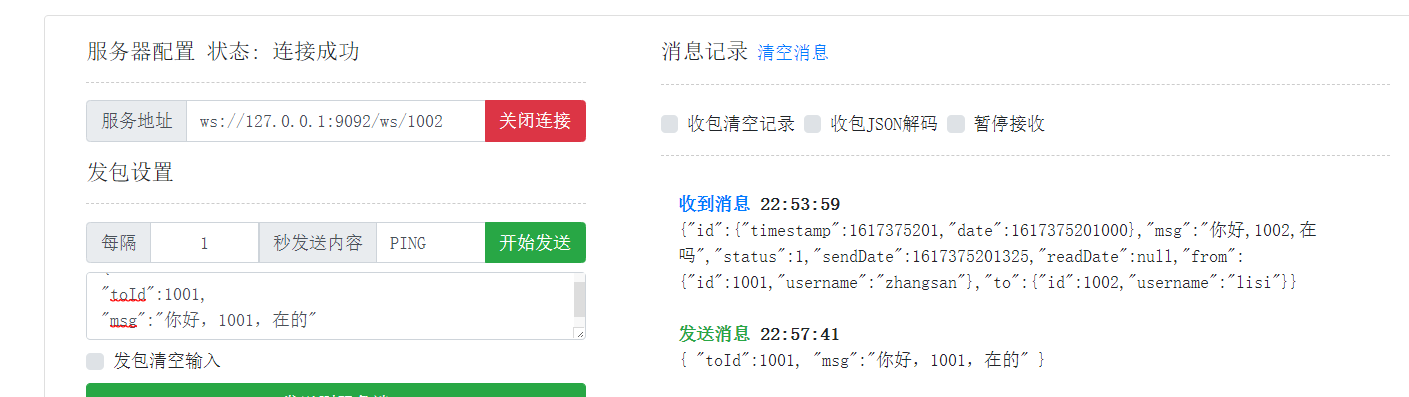 服务器配置 状态: 连接成功
服务地址 ws://127.0.0.1:9092/ws/1002 关闭连接
发包设置
每隔 1 秒发送内容 PING 开始发送
"toId":1001,
"msg":"你好，1001，在的"
发包清空输入
消息记录 清空消息
收包清空记录 收包JSON解码 暂停接收
收到消息 22:53:59
{"id":{"timestamp":1617375201,"date":1617375201000},"msg":"你好,1002,在
吗","status":1,"sendDate":1617375201325,"readDate":null,"from":
{"id":1001,"username":"zhangsan"},"to":{"id":1002,"username":"lisi"}}
发送消息 22:57:41
{ "toId":1001, "msg":"你好，1001，在的" }